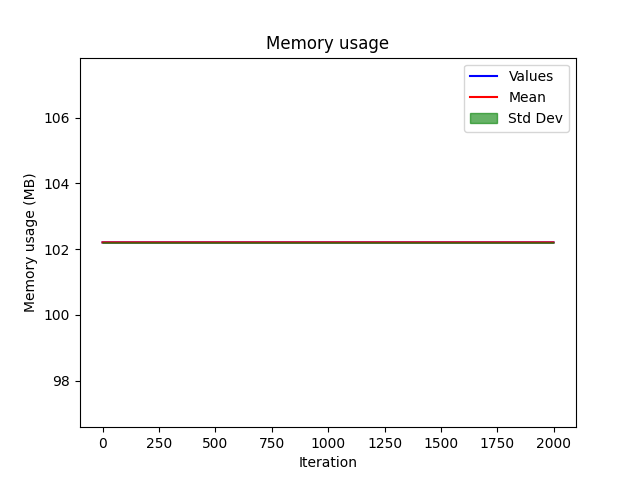 Memory usage
Values
Mean
Std Dev
Memory usage (MB)
106
104
102
100
98
0 250 500 750 1000 1250 1500 1750 2000
Iteration